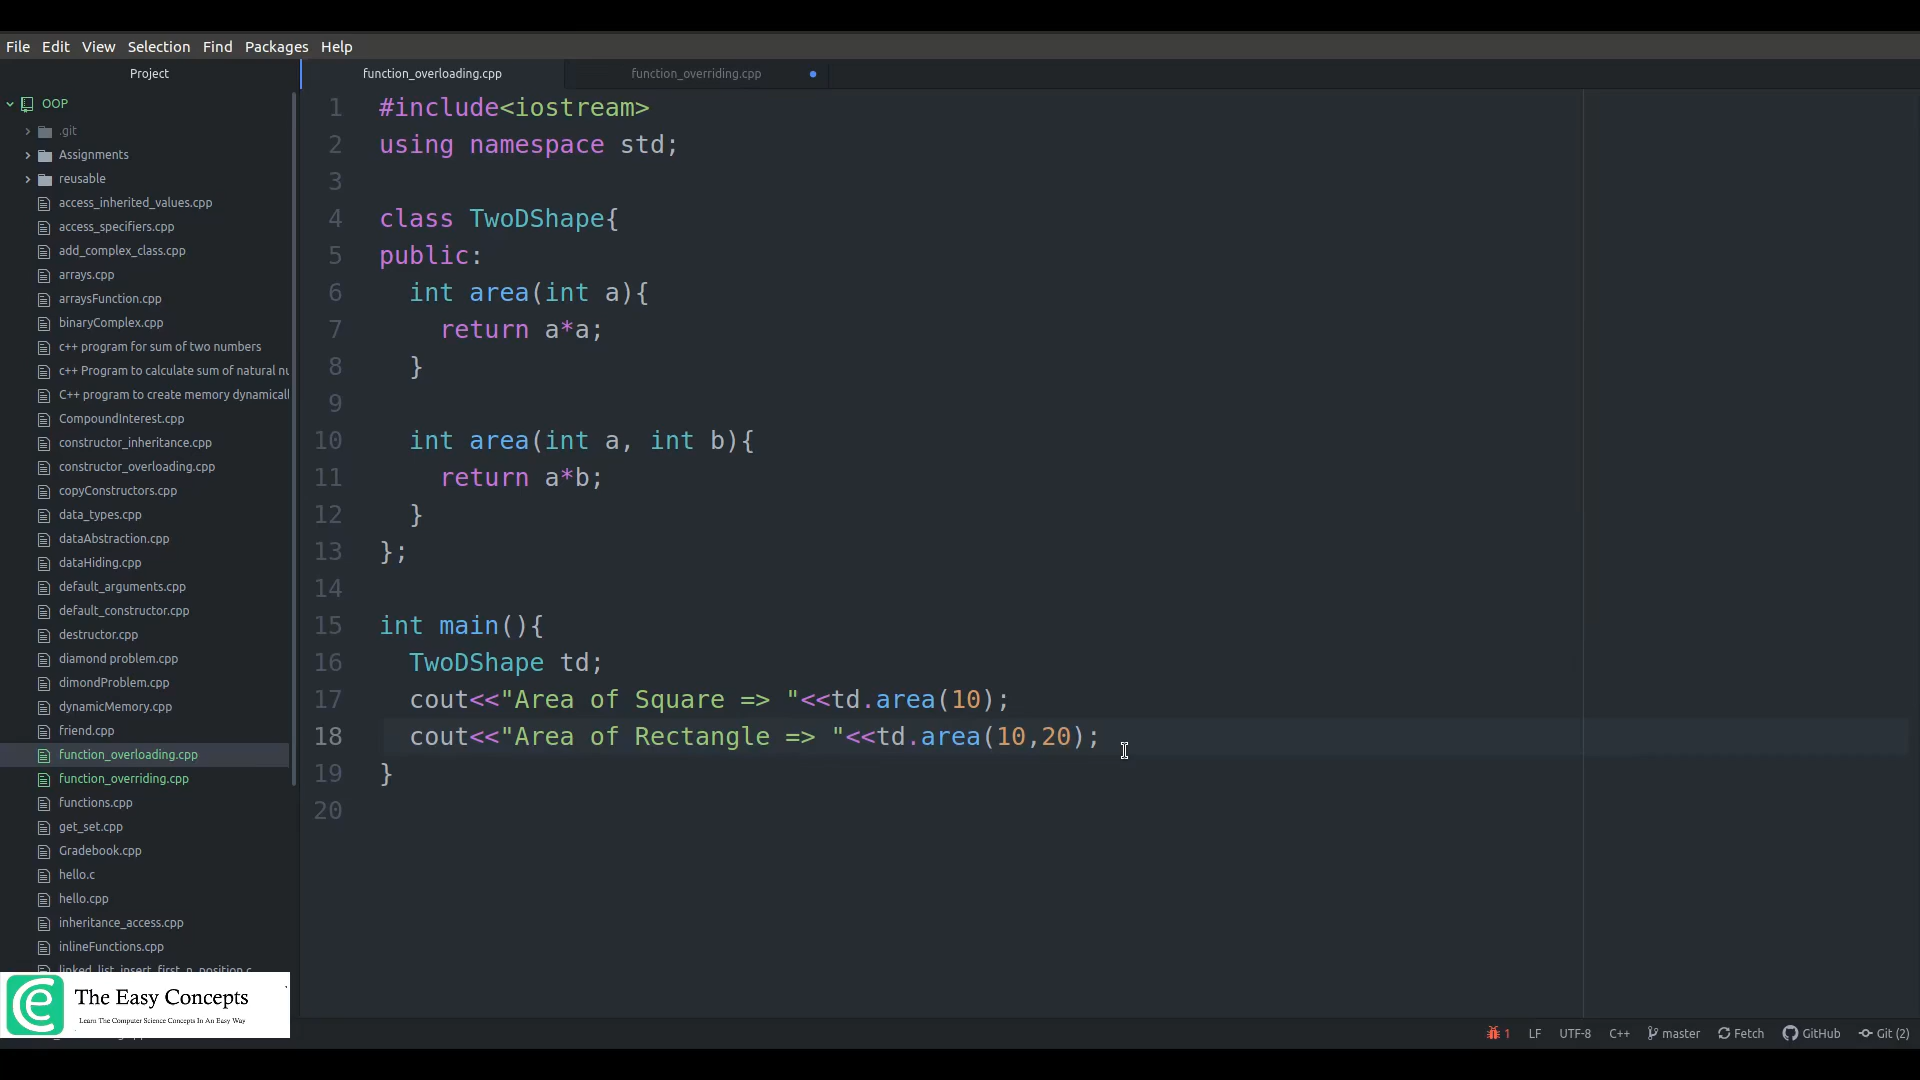 File Edit View Selection Find Packages Help
Project
function_overloading.cpp
function_overriding.cpp
OOP
.git
Assignments
reusable
access_inherited_values.cpp
access_specifiers.cpp
add_complex_class.cpp
arrays.cpp
arraysFunction.cpp
binaryComplex.cpp
c++ program for sum of two numbers
c++ Program to calculate sum of natural nu
C++ program to create memory dynamicall
CompoundInterest.cpp
constructor_inheritance.cpp
constructor_overloading.cpp
copyConstructors.cpp
data_types.cpp
dataAbstraction.cpp
dataHiding.cpp
default_arguments.cpp
default_constructor.cpp
destructor.cpp
diamond problem.cpp
dimondProblem.cpp
dynamicMemory.cpp
friend.cpp
function_overloading.cpp
function_overriding.cpp
functions.cpp
get_set.cpp
Gradebook.cpp
hello.c
hello.cpp
inheritance_access.cpp
inlineFunctions.cpp
linked_list_insert_first_n_position.c
The Easy Concepts
Learn The Computer Science Concepts In An Easy Way
1 #include<iostream>
2 using namespace std;
3
4 class TwoDShape{
5 public:
6 int area(int a){
7 return a*a;
8 }
9
10 int area(int a, int b){
11 return a*b;
12 }
13 };
14
15 int main(){
16 TwoDShape td;
17 cout<<"Area of Square => "<<td.area(10);
18 cout<<"Area of Rectangle => "<<td.area(10,20);
19 }
20
1 LF UTF-8 C++ master Fetch GitHub Git (2)